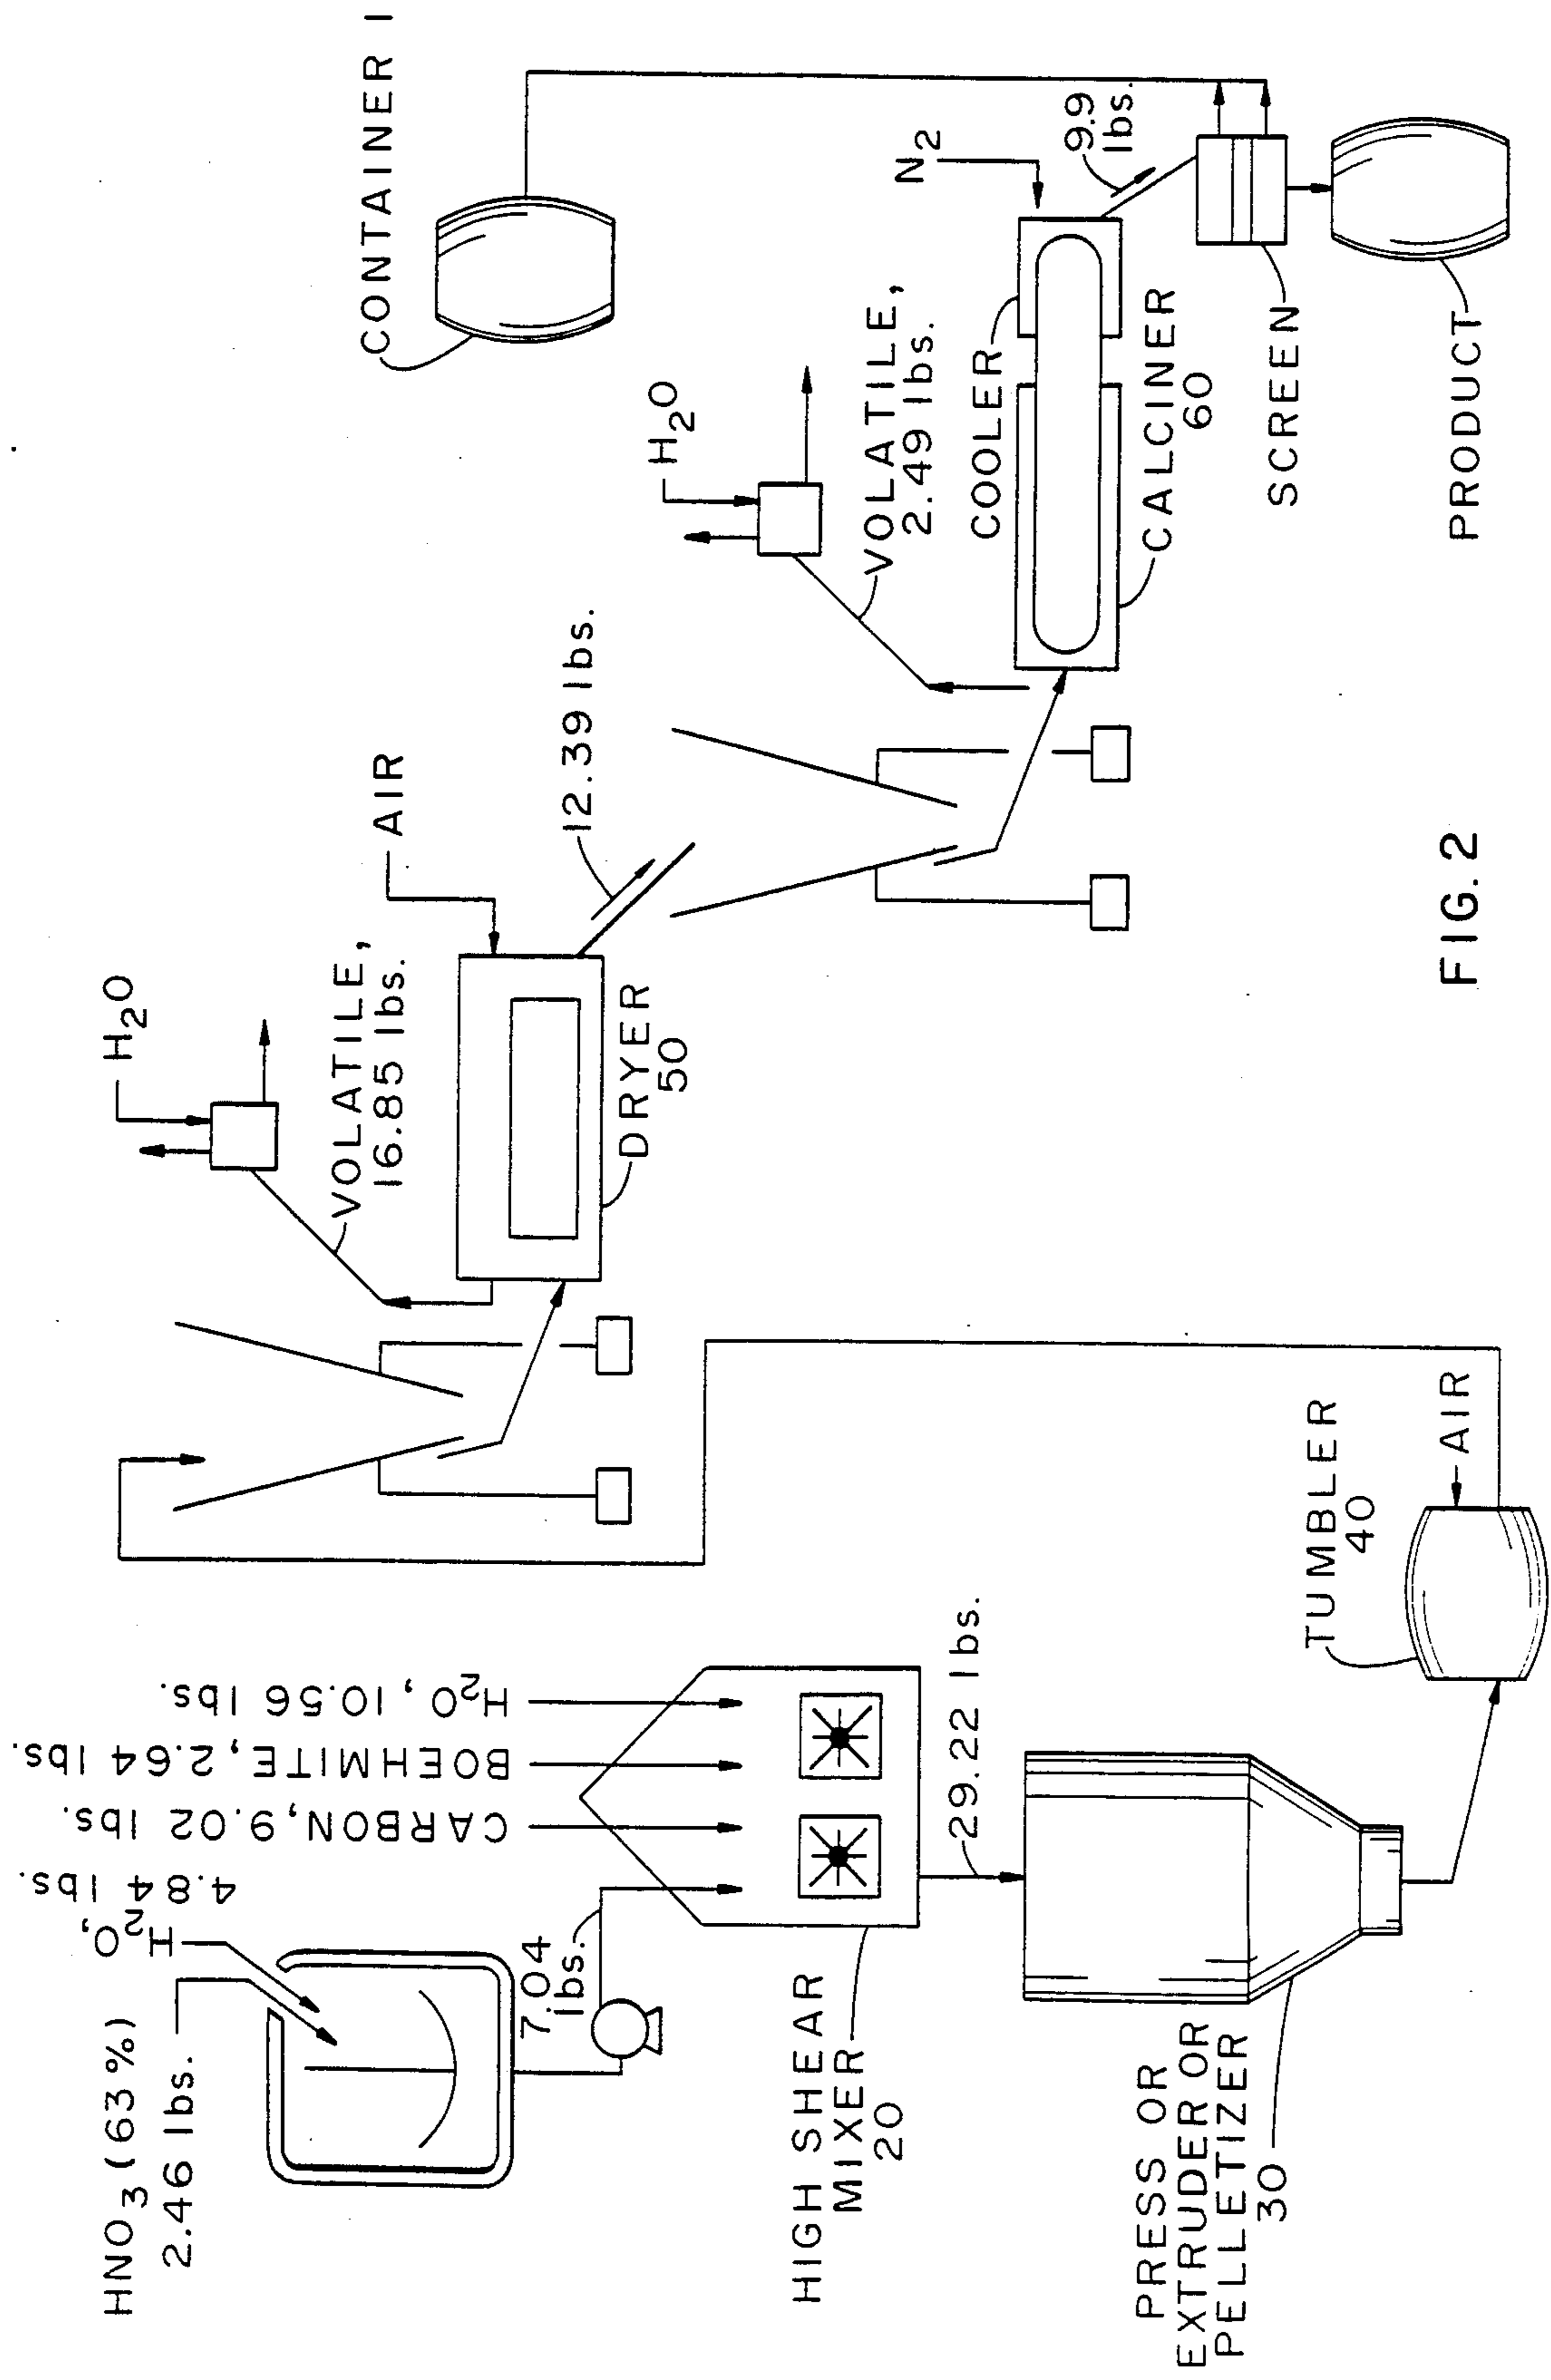 HNO3 (63 %)
2.46 lbs.
H2O,
4.84 lbs.
CARBON, 9.02 lbs.
BOEHMITE, 2.64 lbs.
H2O, 10.56 lbs.
7.04
lbs.
HIGH SHEAR
MIXER
20
29.22 lbs.
PRESS OR
EXTRUDER OR
PELLETIZER
30
TUMBLER
40
AIR
H2O
VOLATILE,
16.85 lbs.
AIR
DRYER
50
12.39 lbs.
H2O
VOLATILE,
2.49 lbs.
COOLER
CALCINER
60
N2
9.9
lbs.
CONTAINER I
SCREEN
PRODUCT
FIG. 2